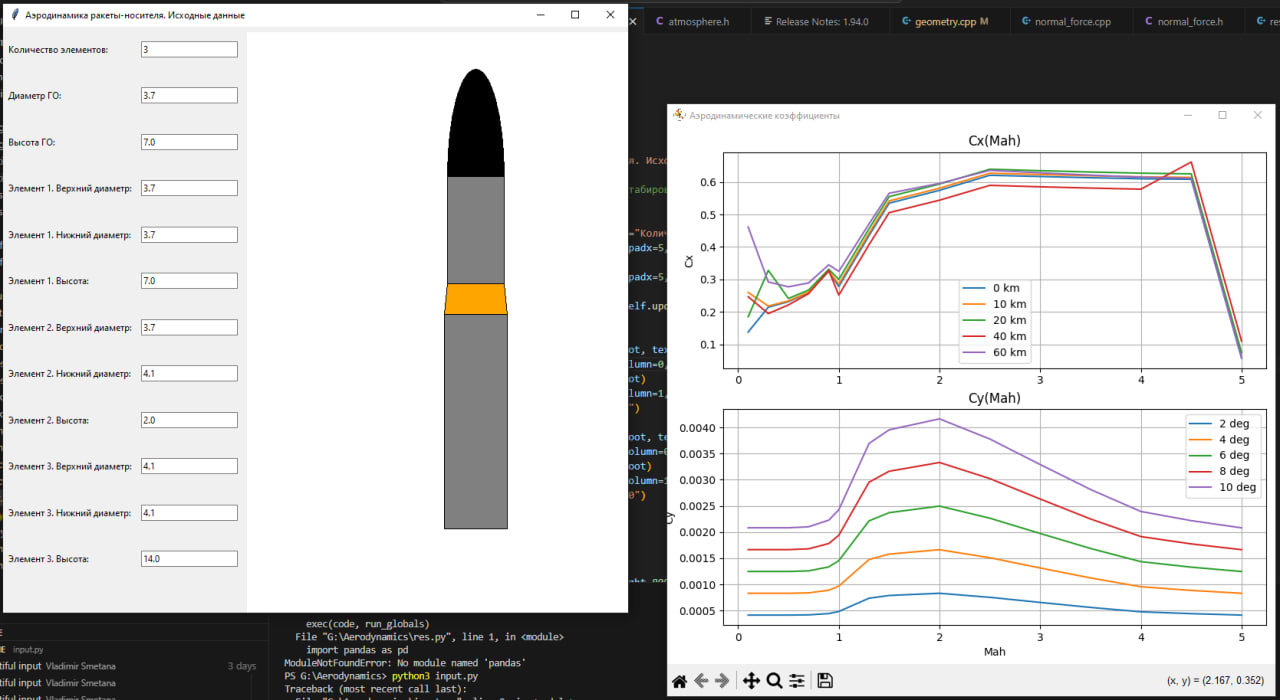 Аэродинамика ракеты-носителя. Исходные данные
Количество элементов: 3
Диаметр ГО: 3.7
Высота ГО: 7.0
Элемент 1. Верхний диаметр: 3.7
Элемент 1. Нижний диаметр: 3.7
Элемент 1. Высота: 7.0
Элемент 2. Верхний диаметр: 3.7
Элемент 2. Нижний диаметр: 4.1
Элемент 2. Высота: 2.0
Элемент 3. Верхний диаметр: 4.1
Элемент 3. Нижний диаметр: 4.1
Элемент 3. Высота: 14.0
atmosphere.h
Release Notes: 1.94.0
geometry.cpp M
normal_force.cpp
normal_force.h
Аэродинамические коэффициенты
Cx(Mah)
Cx
0.6
0.5
0.4
0.3
0.2
0.1
0 km
10 km
20 km
40 km
60 km
0 1 2 3 4 5
Cy(Mah)
Cy
0.0040
0.0035
0.0030
0.0025
0.0020
0.0015
0.0010
0.0005
2 deg
4 deg
6 deg
8 deg
10 deg
0 1 2 3 4 5
Mah
(x, y) = (2.167, 0.352)
padx=5,
padx=5,
input.py
tiful input Vladimir Smetana 3 days
tiful input Vladimir Smetana
tiful input Vladimir Smetana
exec(code, run_globals)
File "G:\Aerodynamics\res.py", line 1, in <module>
import pandas as pd
ModuleNotFoundError: No module named 'pandas'
PS G:\Aerodynamics> python3 input.py
Traceback (most recent call last):